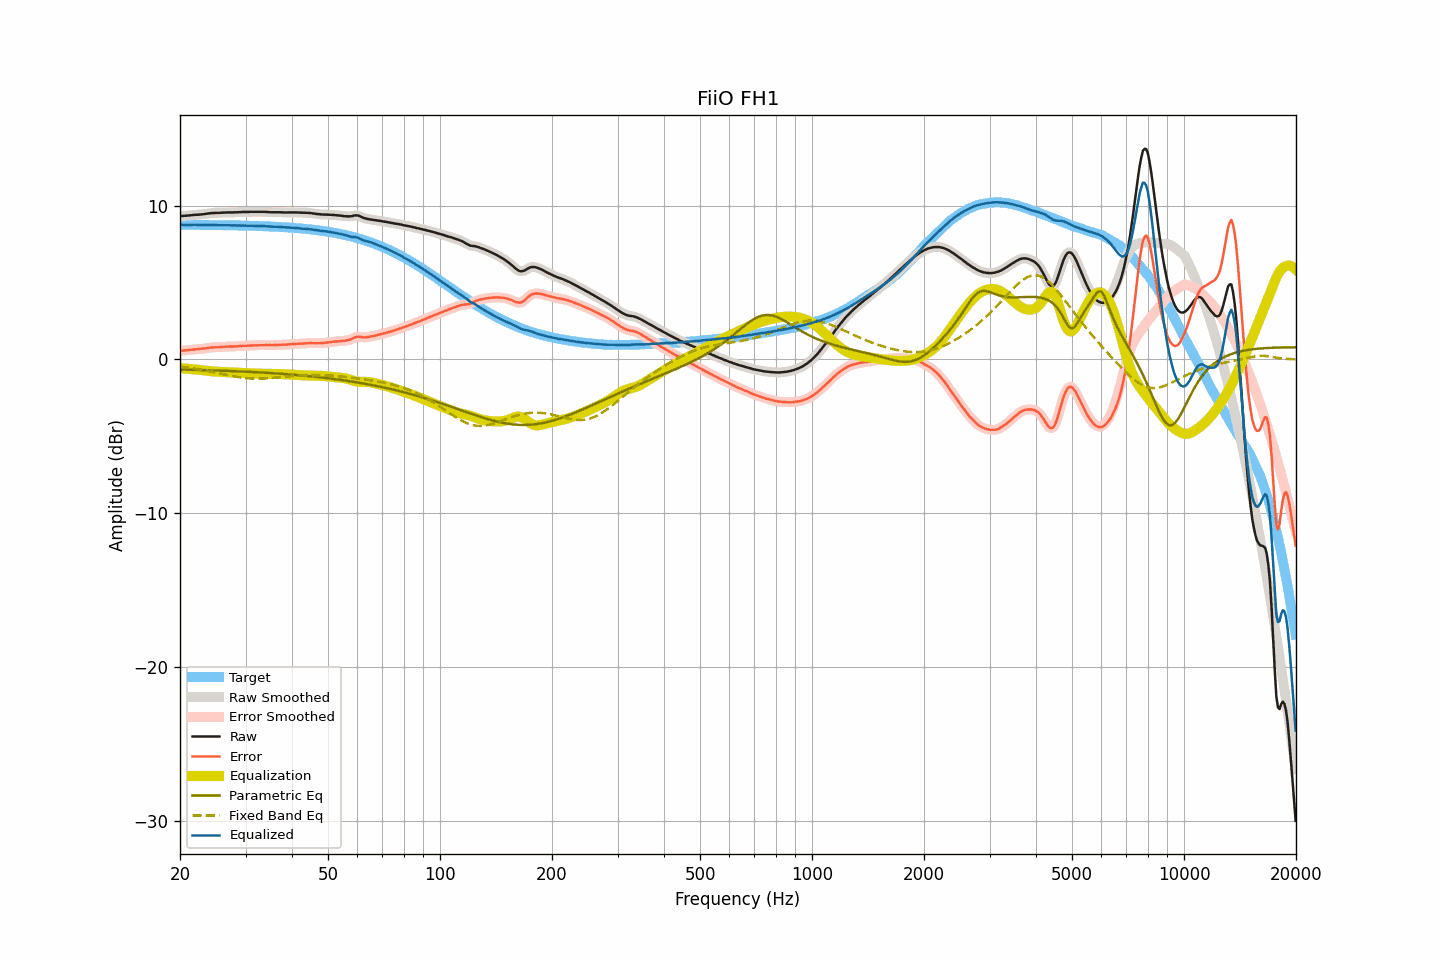 FiiO FH1
Amplitude (dBr)
10
0
−10
−20
−30
Target
Raw Smoothed
Error Smoothed
Raw
Error
Equalization
Parametric Eq
Fixed Band Eq
Equalized
20 50 100 200 500 1000 2000 5000 10000 20000
Frequency (Hz)